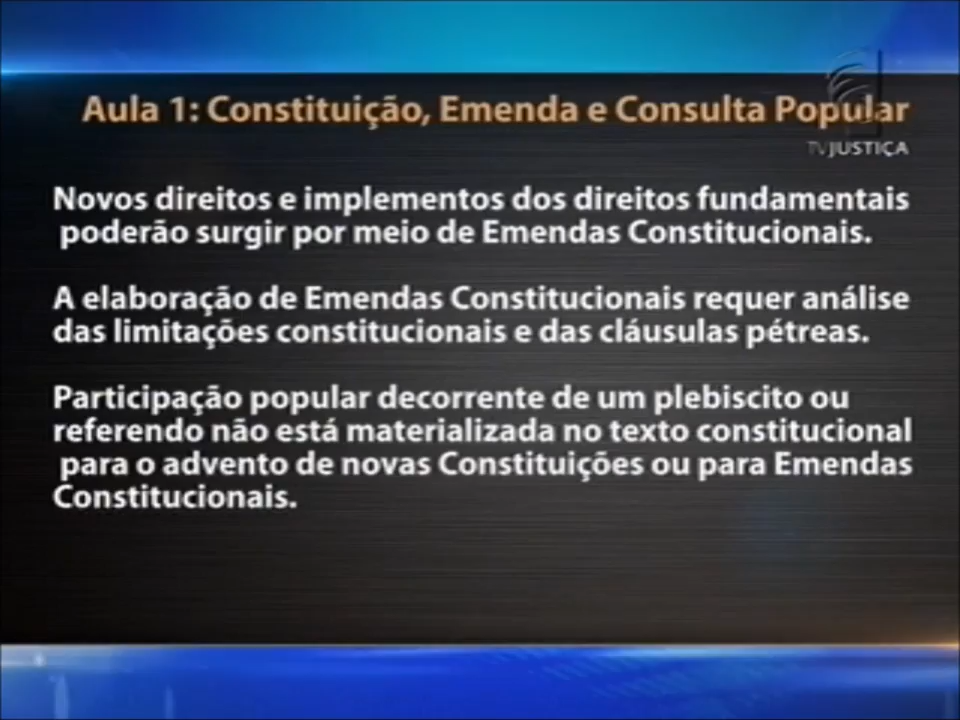 Aula 1: Constituição, Emenda e Consulta Popular
TVJUSTIÇA
Novos direitos e implementos dos direitos fundamentais
poderão surgir por meio de Emendas Constitucionais.
A elaboração de Emendas Constitucionais requer análise
das limitações constitucionais e das cláusulas pétreas.
Participação popular decorrente de um plebiscito ou
referendo não está materializada no texto constitucional
para o advento de novas Constituições ou para Emendas
Constitucionais.